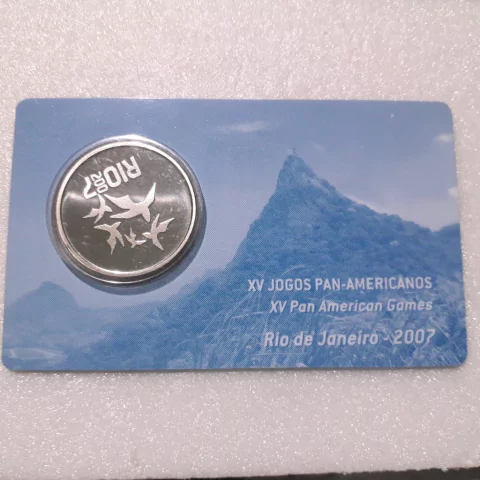 RIO
2007
XV JOGOS PAN-AMERICANOS
XV Pan American Games
Rio de Janeiro - 2007